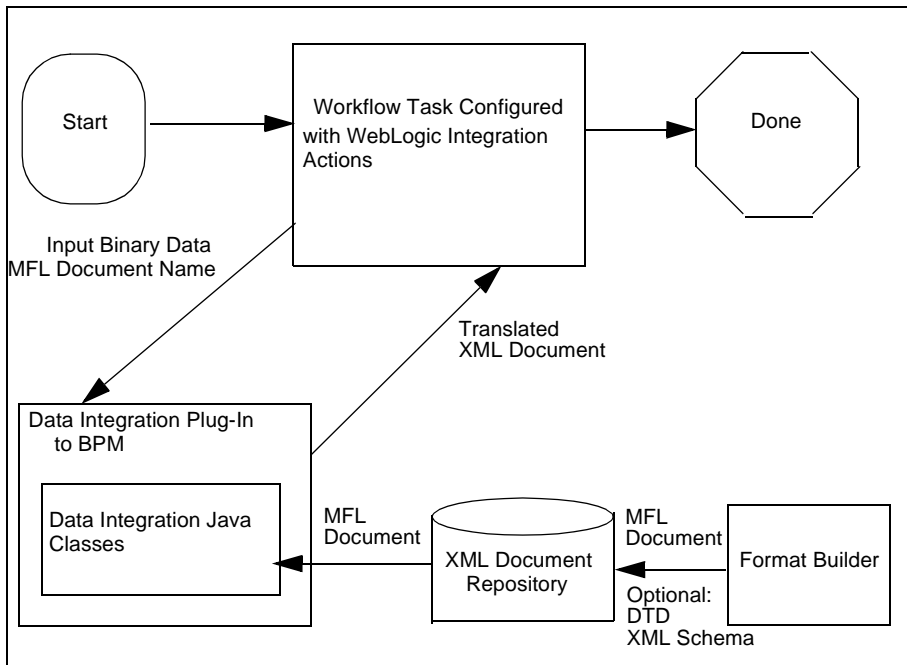 Start
Workflow Task Configured
with WebLogic Integration
Actions
Done
Input Binary Data
MFL Document Name
Translated
XML Document
Data Integration Plug-In
to BPM
Data Integration Java
Classes
MFL
Document
XML Document
Repository
MFL
Document
Optional:
DTD
XML Schema
Format Builder